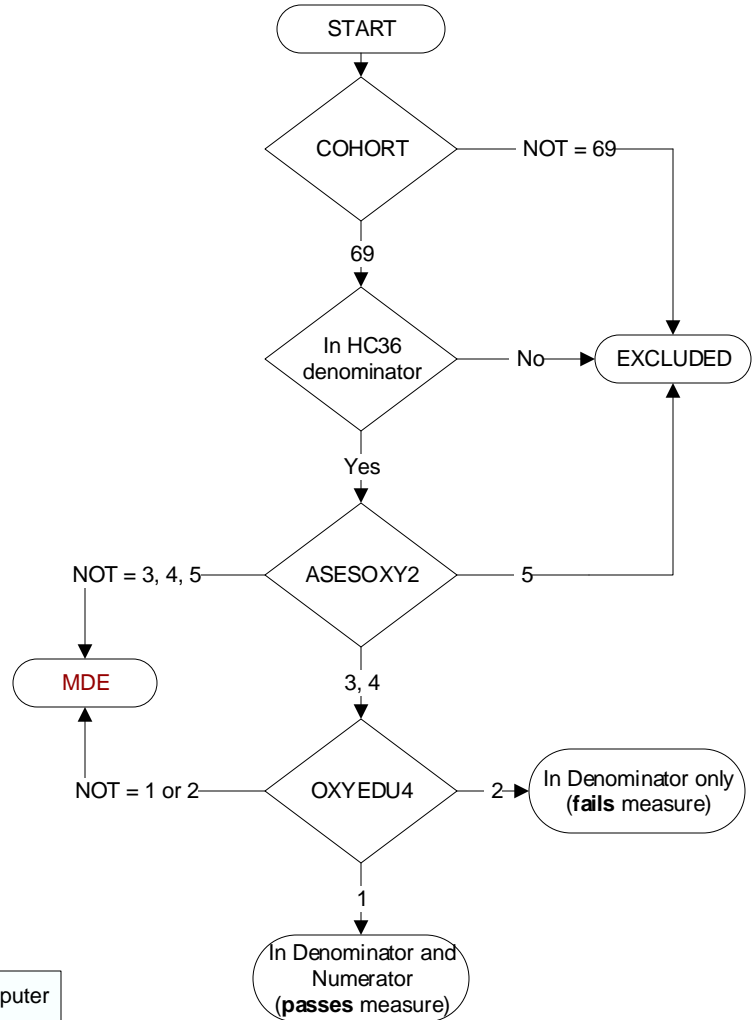 START
COHORT
NOT = 69
69
In HC36
denominator
No
EXCLUDED
Yes
NOT = 3, 4, 5
ASESOXY2
5
MDE
3, 4
NOT = 1 or 2
OXYEDU4
2
In Denominator only
(fails measure)
1
In Denominator and
Numerator
(passes measure)
puter